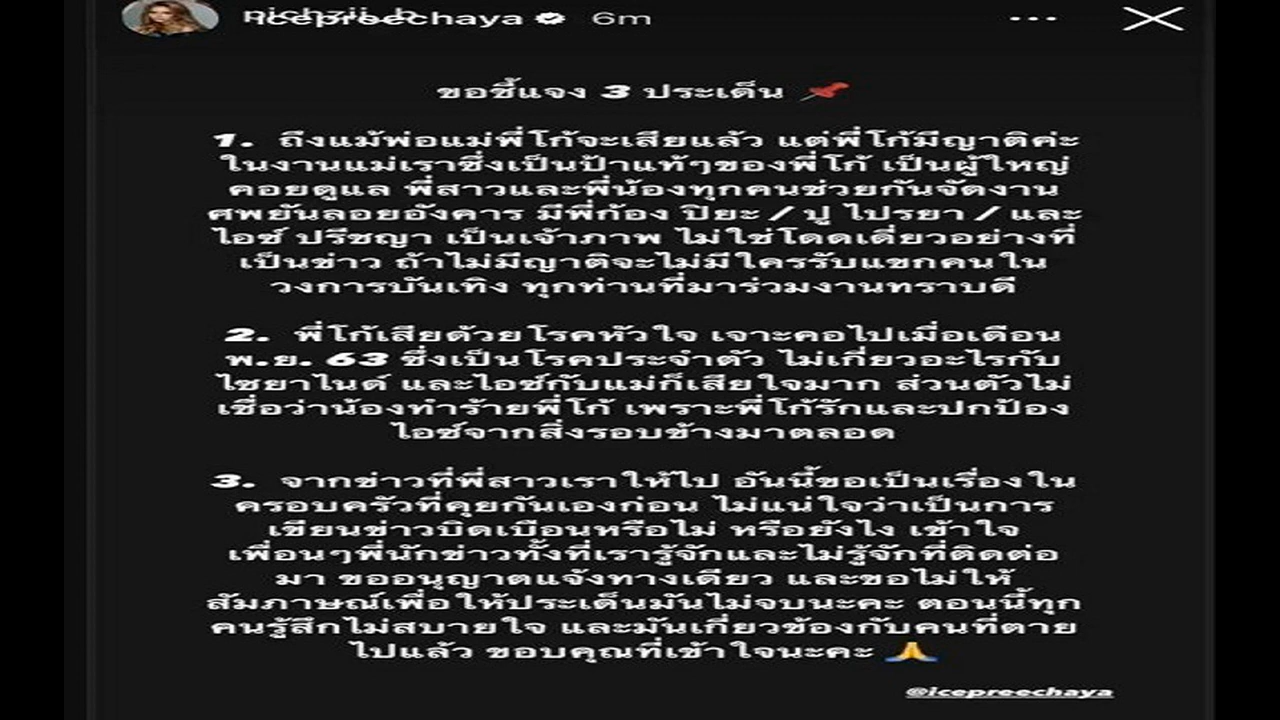 icepreechaya 6m
ขอชี้แจง 3 ประเด็น 📌
1. ถึงแม้พ่อแม่พี่โก้จะเสียแล้ว แต่พี่โก้มีญาติค่ะ
ในงานแม่เราซึ่งเป็นป้าแท้ๆของพี่โก้ เป็นผู้ใหญ่
คอยดูแล พี่สาวและพี่น้องทุกคนช่วยกันจัดงาน
ศพยันลอยอังคาร มีพี่ก้อง ปิยะ / ปู ไปรยา / และ
ไอซ์ ปรีชญา เป็นเจ้าภาพ ไม่ใช่โดดเดี่ยวอย่างที่
เป็นข่าว ถ้าไม่มีญาติจะไม่มีใครรับแขกคนใน
วงการบันเทิง ทุกท่านที่มาร่วมงานทราบดี
2. พี่โก้เสียด้วยโรคหัวใจ เจาะคอไปเมื่อเดือน
พ.ย. 63 ซึ่งเป็นโรคประจำตัว ไม่เกี่ยวอะไรกับ
ไซยาไนด์ และไอซ์กับแม่ก็เสียใจมาก ส่วนตัวไม่
เชื่อว่าน้องทำร้ายพี่โก้ เพราะพี่โก้รักและปกป้อง
ไอซ์จากสิ่งรอบข้างมาตลอด
3. จากข่าวที่พี่สาวเราให้ไป อันนี้ขอเป็นเรื่องใน
ครอบครัวที่คุยกันเองก่อน ไม่แน่ใจว่าเป็นการ
เขียนข่าวบิดเบือนหรือไม่ หรือยังไง เข้าใจ
เพื่อนๆพี่นักข่าวทั้งที่เรารู้จักและไม่รู้จักที่ติดต่อ
มา ขออนุญาตแจ้งทางเดียว และขอไม่ให้
สัมภาษณ์เพื่อให้ประเด็นมันไม่จบนะคะ ตอนนี้ทุก
คนรู้สึกไม่สบายใจ และมันเกี่ยวข้องกับคนที่ตาย
ไปแล้ว ขอบคุณที่เข้าใจนะคะ 🙏
@icepreechaya